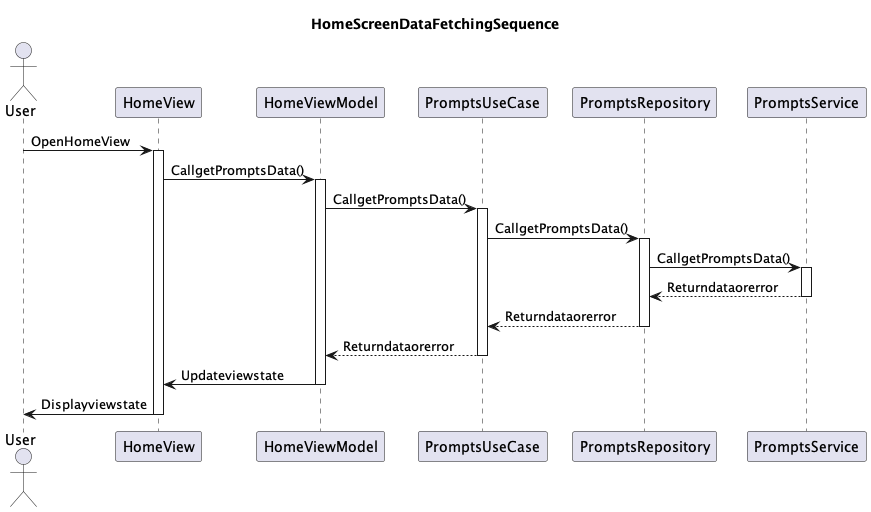 HomeScreenDataFetchingSequence
User
HomeView
HomeViewModel
PromptsUseCase
PromptsRepository
PromptsService
OpenHomeView
CallgetPromptsData()
CallgetPromptsData()
CallgetPromptsData()
CallgetPromptsData()
Returndataorerror
Returndataorerror
Returndataorerror
Updateviewstate
Displayviewstate
User
HomeView
HomeViewModel
PromptsUseCase
PromptsRepository
PromptsService